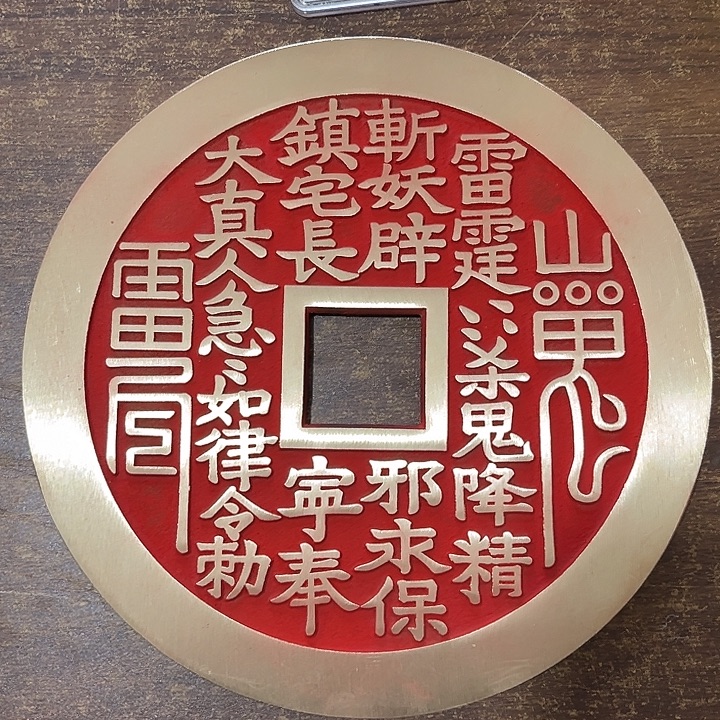 雷霆〻〻杀鬼降精
斬妖辟邪永保
鎮宅長寧奉
大真人急〻如律令勅